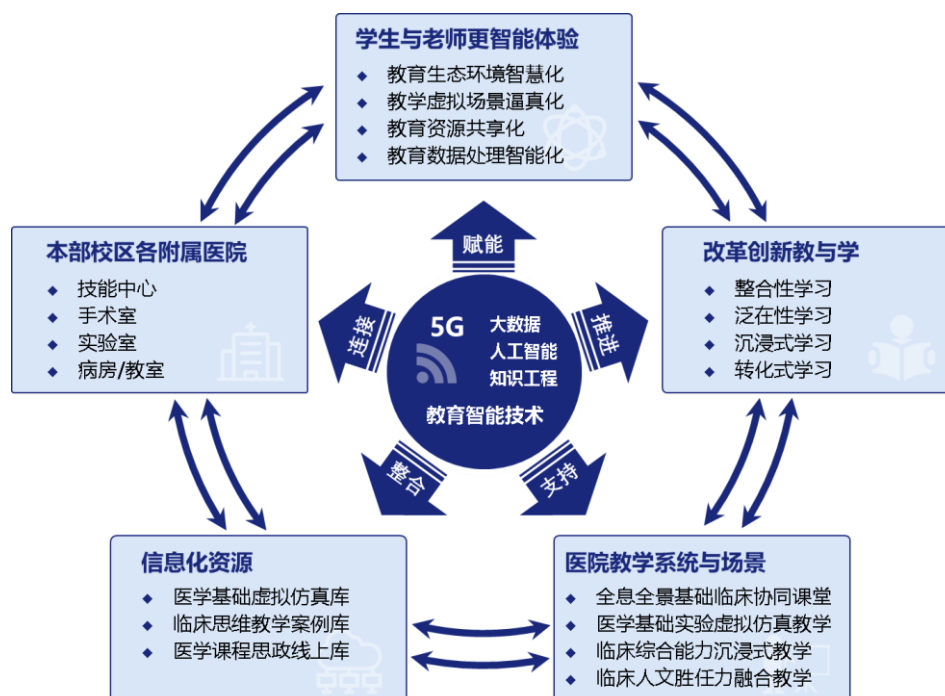 学生与老师更智能体验
教育生态环境智慧化
教学虚拟场景逼真化
教育资源共享化
教育数据处理智能化
本部校区各附属医院
技能中心
手术室
实验室
病房/教室
赋能
连接
推进
5G
大数据
人工智能
知识工程
教育智能技术
整合
支持
改革创新教与学
整合性学习
泛在性学习
沉浸式学习
转化式学习
信息化资源
医学基础虚拟仿真库
临床思维教学案例库
医学课程思政线上库
医院教学系统与场景
全息全景基础临床协同课堂
医学基础实验虚拟仿真教学
临床综合能力沉浸式教学
临床人文胜任力融合教学